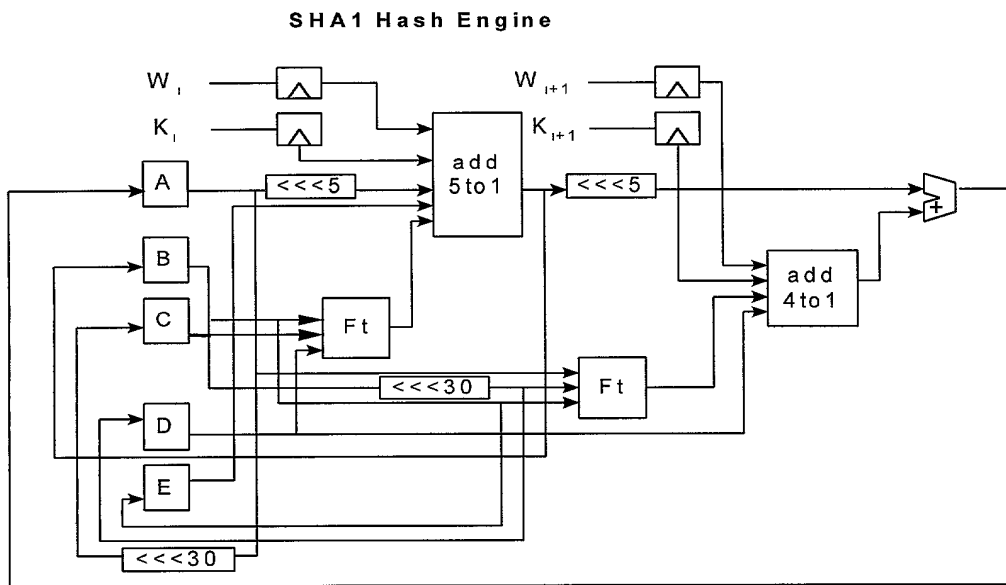 SHA1 Hash Engine
W i
K i
W i+1
K i+1
add
5to1
A
<<<5
<<<5
+
B
C
Ft
add
4to1
<<<30
Ft
D
E
<<<30